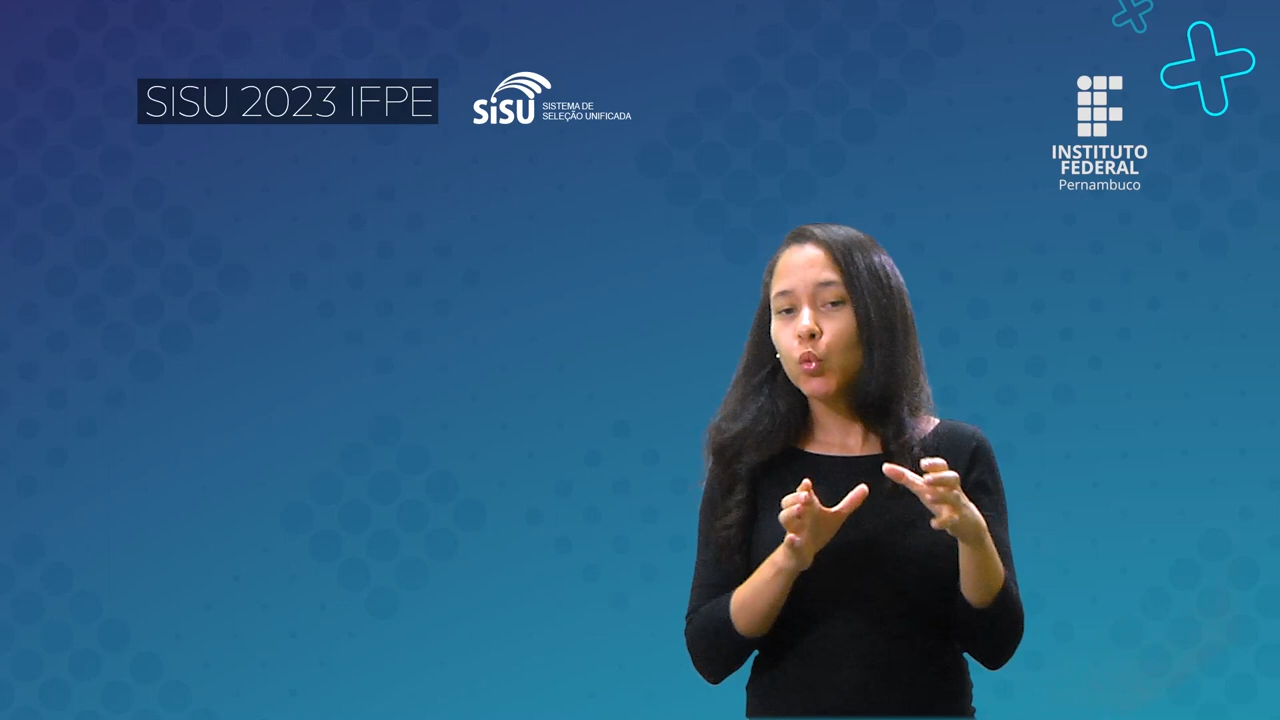 SISU 2023 IFPE
SiSU SISTEMA DE
SELEÇÃO UNIFICADA
INSTITUTO
FEDERAL
Pernambuco